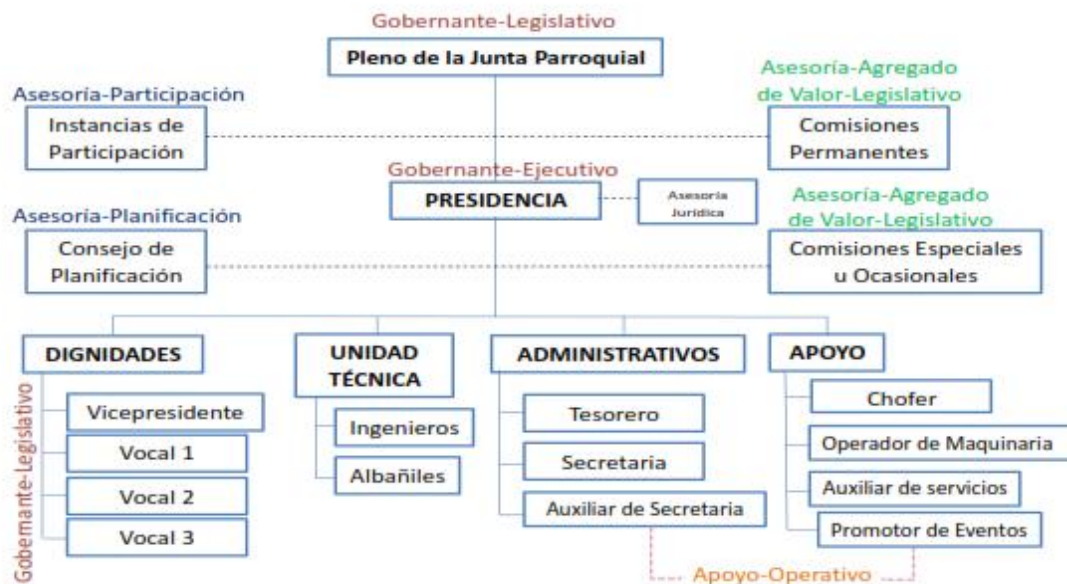 Gobernante-Legislativo
Pleno de la Junta Parroquial
Asesoría-Participación
Instancias de
Participación
Asesoría-Agregado
de Valor-Legislativo
Comisiones
Permanentes
Gobernante-Ejecutivo
PRESIDENCIA
Asesoría
Jurídica
Asesoría-Planificación
Consejo de
Planificación
Asesoría-Agregado
de Valor-Legislativo
Comisiones Especiales
u Ocasionales
DIGNIDADES
Vicepresidente
Vocal 1
Vocal 2
Vocal 3
Gobernante-Legislativo
UNIDAD
TÉCNICA
Ingenieros
Albañiles
ADMINISTRATIVOS
Tesorero
Secretaria
Auxiliar de Secretaria
APOYO
Chofer
Operador de Maquinaria
Auxiliar de servicios
Promotor de Eventos
Apoyo-Operativo